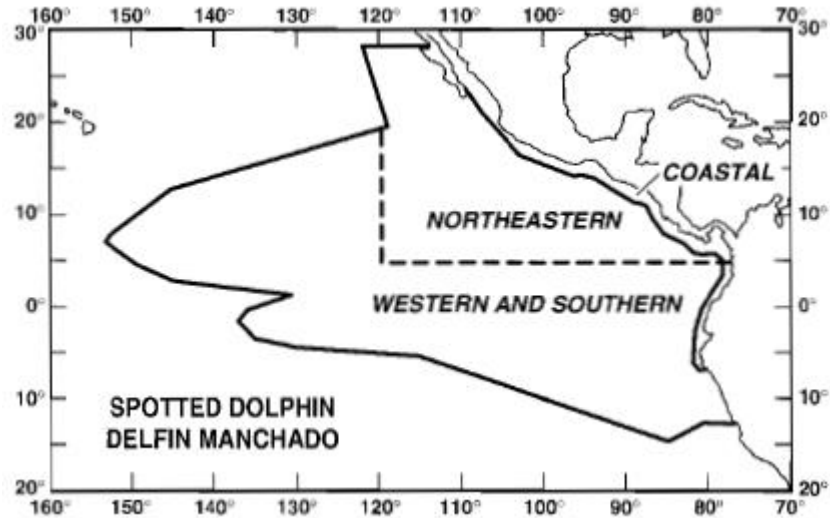 160° 150° 140° 130° 120° 110° 100° 90° 80° 70°
30° 30°
20° 20°
COASTAL
10° NORTHEASTERN 10°
0° WESTERN AND SOUTHERN 0°
10° 10°
SPOTTED DOLPHIN
DELFIN MANCHADO
20° 20°
160° 150° 140° 130° 120° 110° 100° 90° 80° 70°